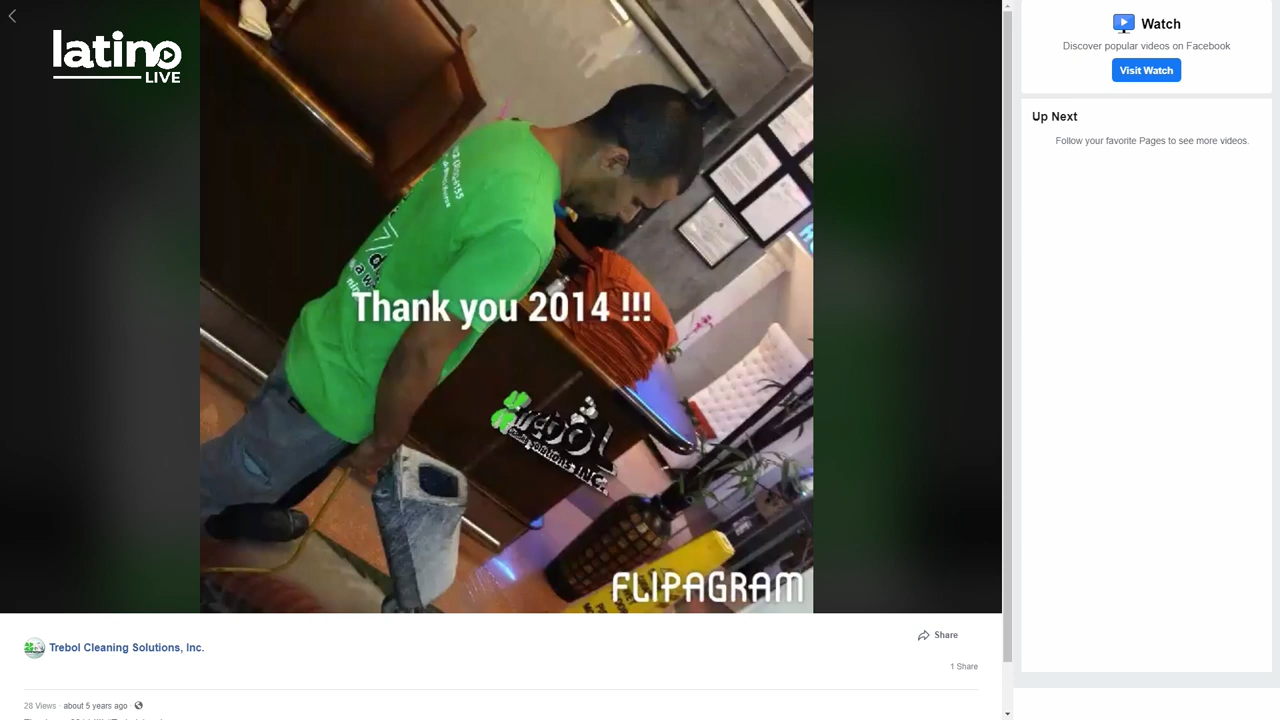 latino
LIVE
Thank you 2014 !!!
FLIPAGRAM
Trebol Cleaning Solutions, Inc.
Share
1 Share
28 Views · about 5 years ago ·
Watch
Discover popular videos on Facebook
Visit Watch
Up Next
Follow your favorite Pages to see more videos.